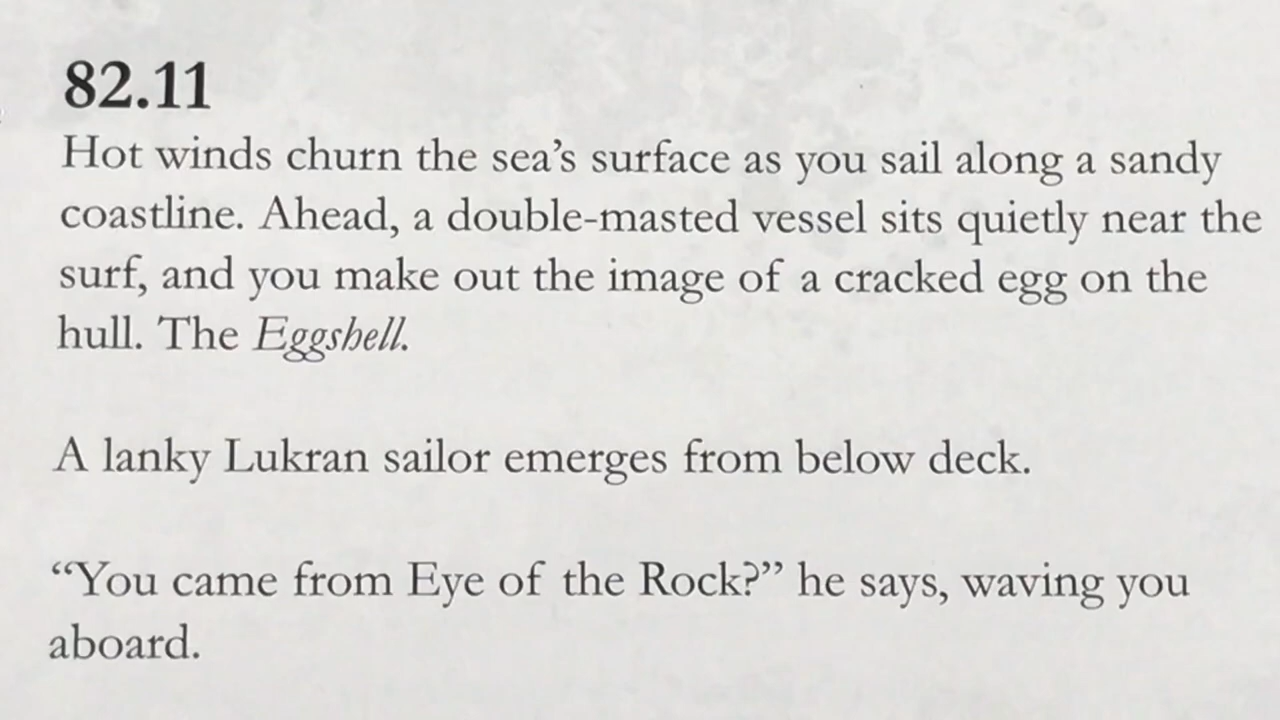 82.11
Hot winds churn the sea’s surface as you sail along a sandy
coastline. Ahead, a double-masted vessel sits quietly near the
surf, and you make out the image of a cracked egg on the
hull. The Eggshell.
A lanky Lukran sailor emerges from below deck.
“You came from Eye of the Rock?” he says, waving you
aboard.